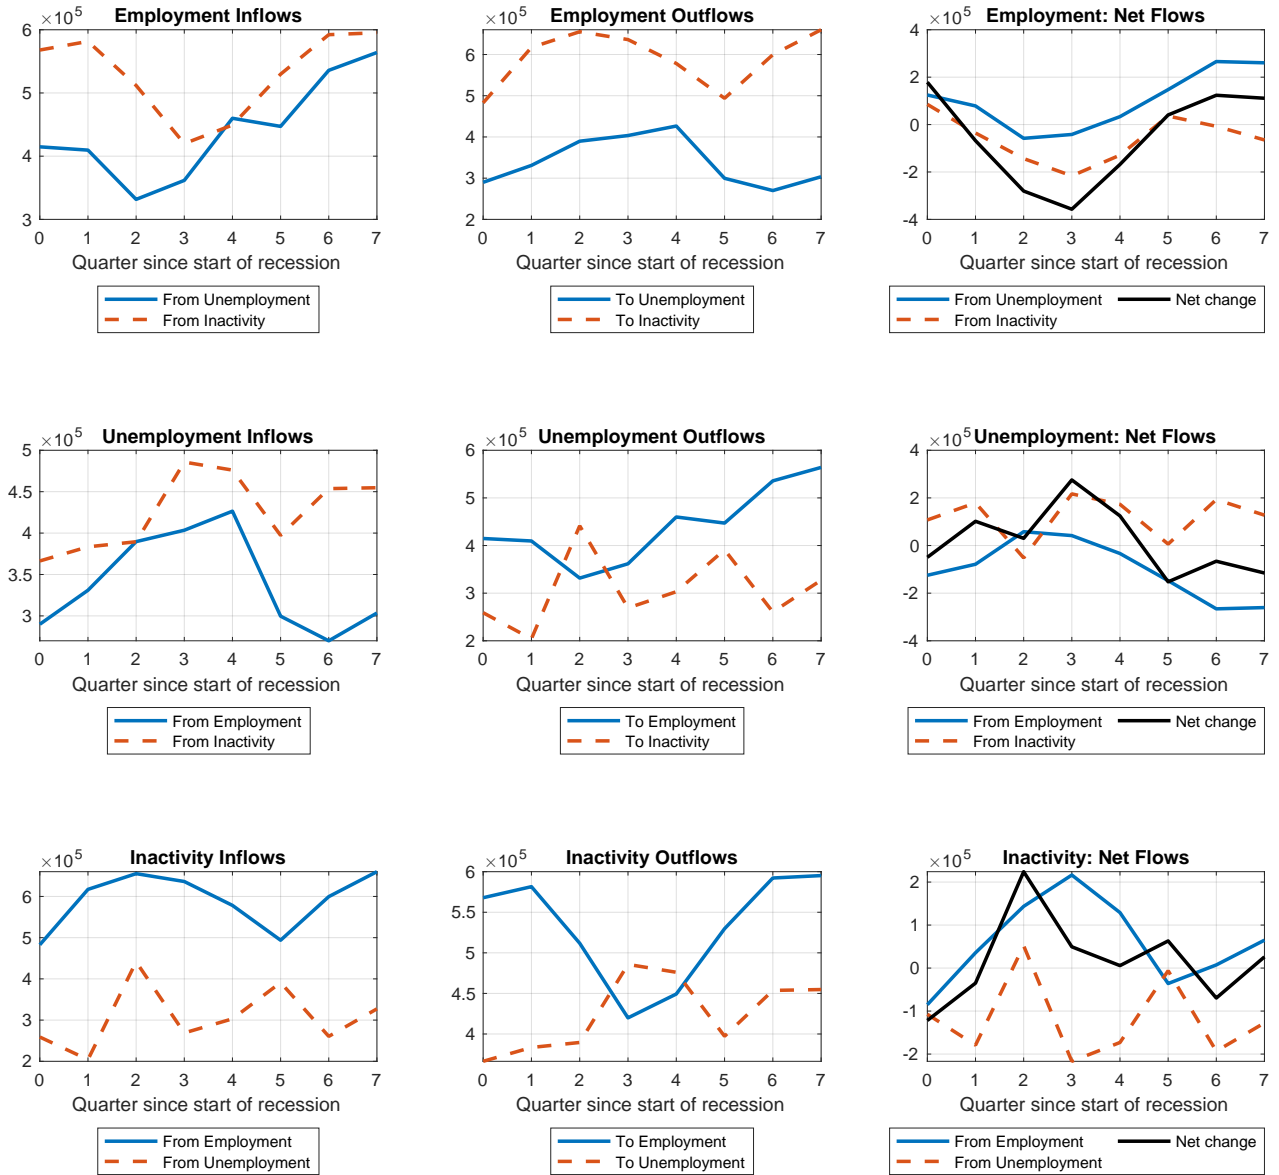 Employment Inflows
×10^5
6
5
4
3
0 1 2 3 4 5 6 7
Quarter since start of recession
From Unemployment
From Inactivity
Employment Outflows
×10^5
6
5
4
3
2
0 1 2 3 4 5 6 7
Quarter since start of recession
To Unemployment
To Inactivity
Employment: Net Flows
×10^5
4
2
0
-2
-4
0 1 2 3 4 5 6 7
Quarter since start of recession
From Unemployment Net change
From Inactivity
Unemployment Inflows
×10^5
5
4.5
4
3.5
3
0 1 2 3 4 5 6 7
Quarter since start of recession
From Employment
From Inactivity
Unemployment Outflows
×10^5
6
5
4
3
2
0 1 2 3 4 5 6 7
Quarter since start of recession
To Employment
To Inactivity
Unemployment: Net Flows
×10^5
4
2
0
-2
-4
0 1 2 3 4 5 6 7
Quarter since start of recession
From Employment Net change
From Inactivity
Inactivity Inflows
×10^5
6
5
4
3
2
0 1 2 3 4 5 6 7
Quarter since start of recession
From Employment
From Unemployment
Inactivity Outflows
×10^5
6
5.5
5
4.5
4
0 1 2 3 4 5 6 7
Quarter since start of recession
To Employment
To Unemployment
Inactivity: Net Flows
×10^5
2
1
0
-1
-2
0 1 2 3 4 5 6 7
Quarter since start of recession
From Employment Net change
From Unemployment